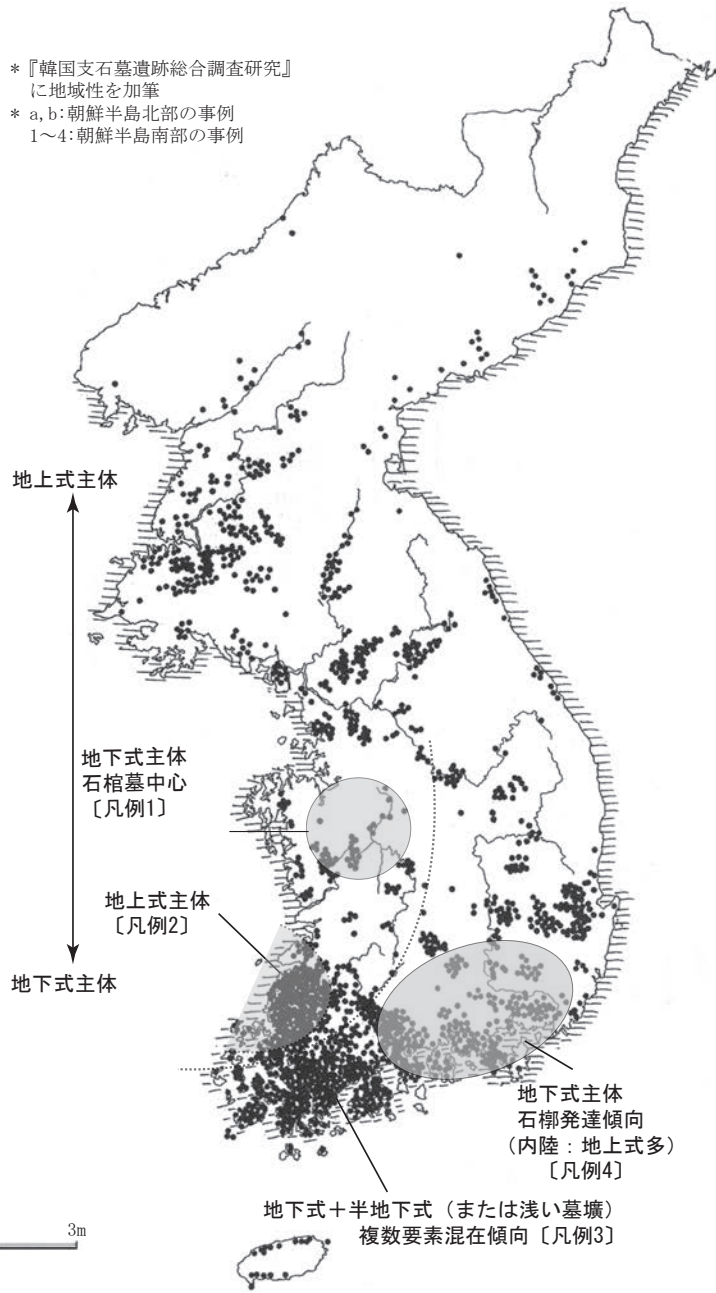 * 『韓国支石墓遺跡総合調査研究』
に地域性を加筆
* a, b:朝鮮半島北部の事例
1～4:朝鮮半島南部の事例
地上式主体
地下式主体
石棺墓中心
〔凡例1〕
地上式主体
〔凡例2〕
地下式主体
地下式主体
石槨発達傾向
（内陸：地上式多）
〔凡例4〕
地下式＋半地下式（または浅い墓壙）
複数要素混在傾向〔凡例3〕
3m